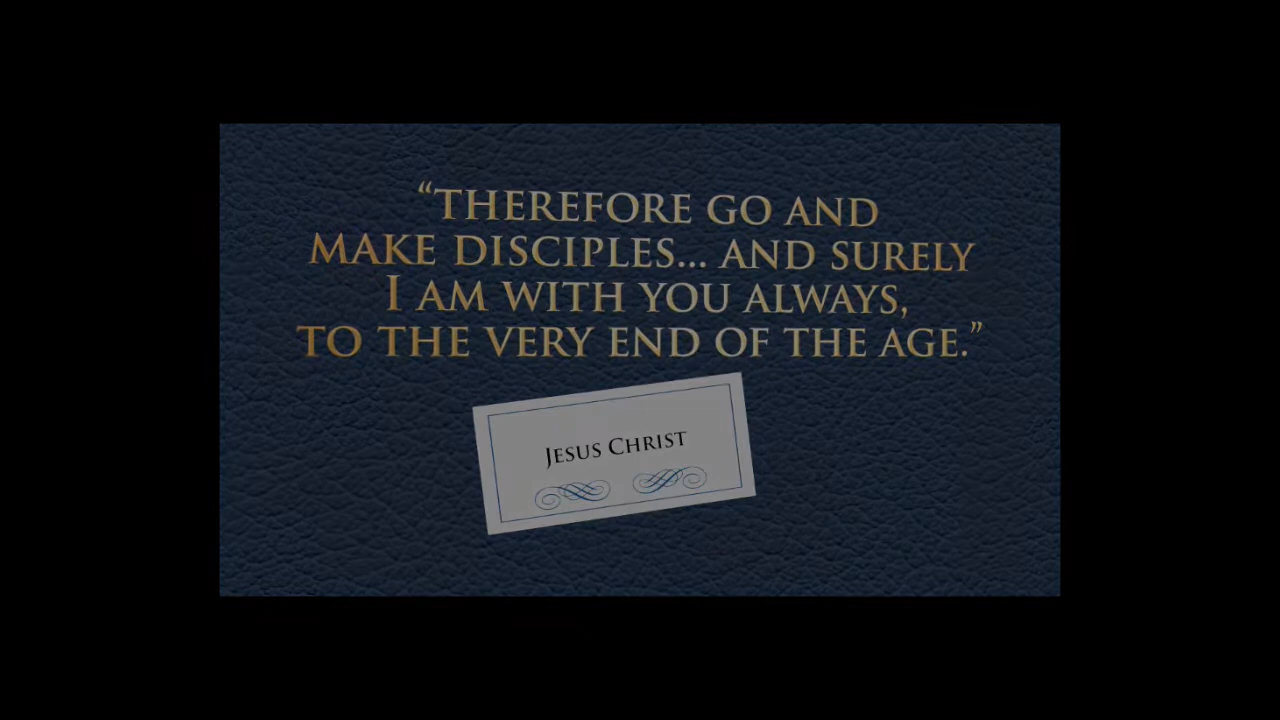 “THEREFORE GO AND
MAKE DISCIPLES... AND SURELY
I AM WITH YOU ALWAYS,
TO THE VERY END OF THE AGE.”
JESUS CHRIST